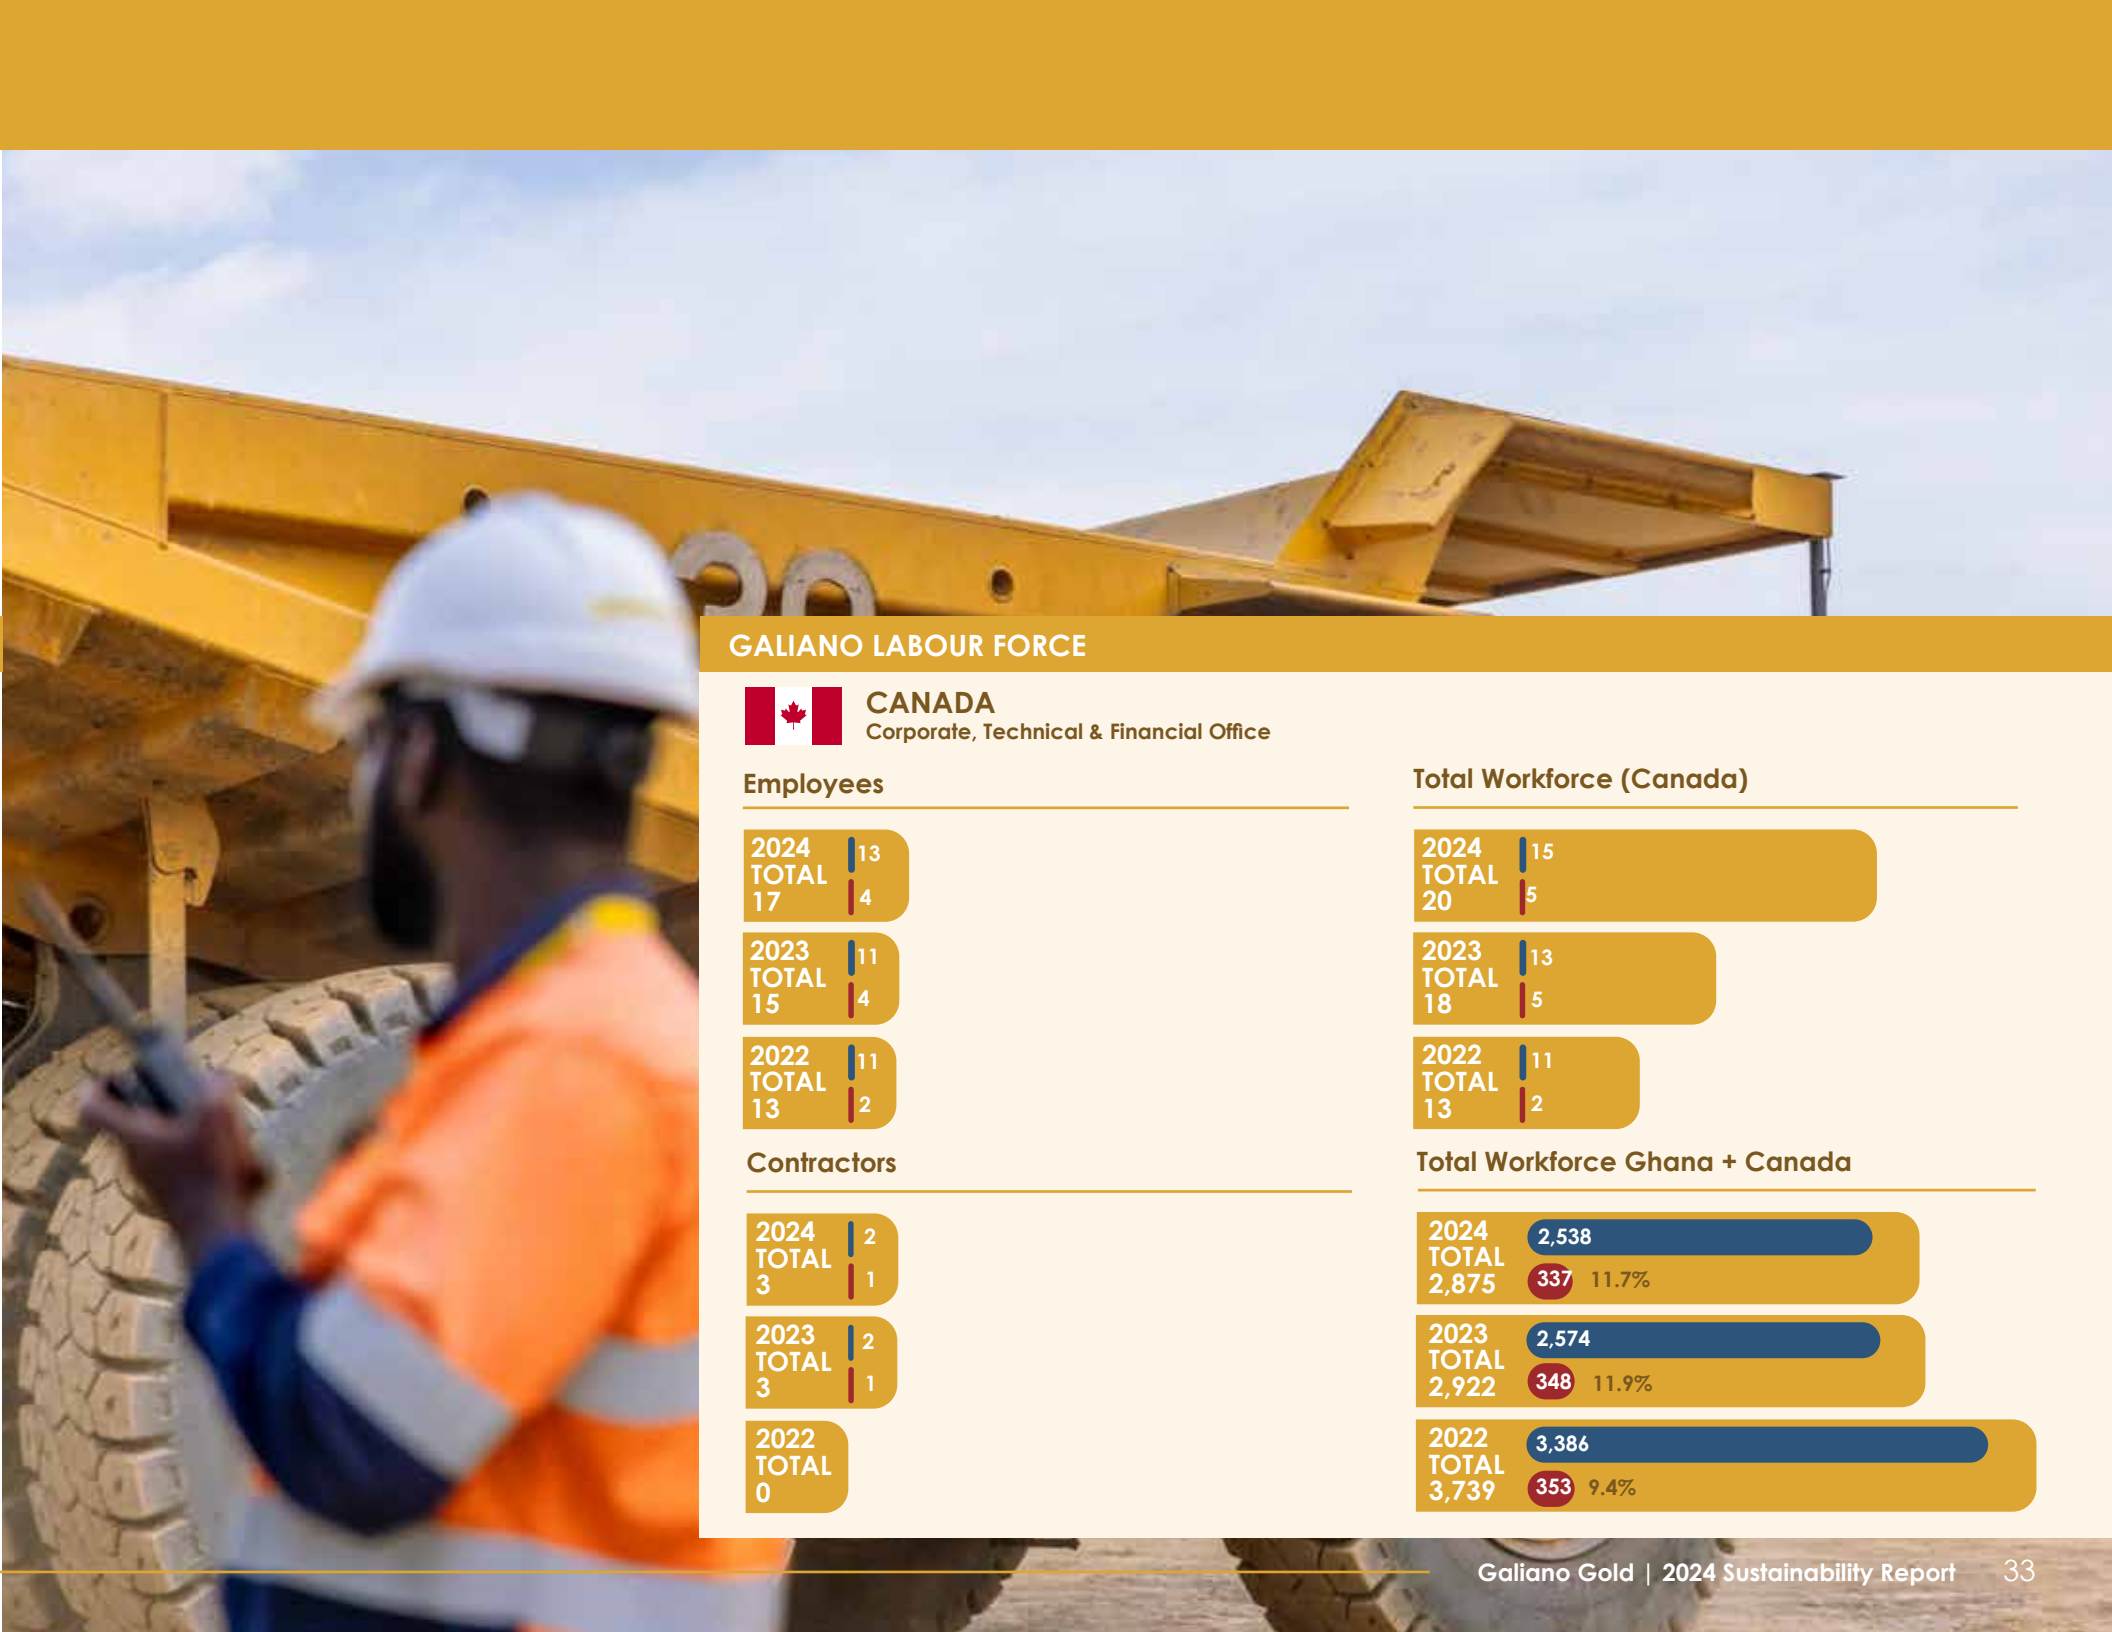 GALIANO LABOUR FORCE
CANADA
Corporate, Technical & Financial Office
Employees
2024
TOTAL
17
13
4
2023
TOTAL
15
11
4
2022
TOTAL
13
11
2
Contractors
2024
TOTAL
3
2
1
2023
TOTAL
3
2
1
2022
TOTAL
0
Total Workforce (Canada)
2024
TOTAL
20
15
5
2023
TOTAL
18
13
5
2022
TOTAL
13
11
2
Total Workforce Ghana + Canada
2024
TOTAL
2,875
2,538
337 11.7%
2023
TOTAL
2,922
2,574
348 11.9%
2022
TOTAL
3,739
3,386
353 9.4%
Galiano Gold | 2024 Sustainability Report 33